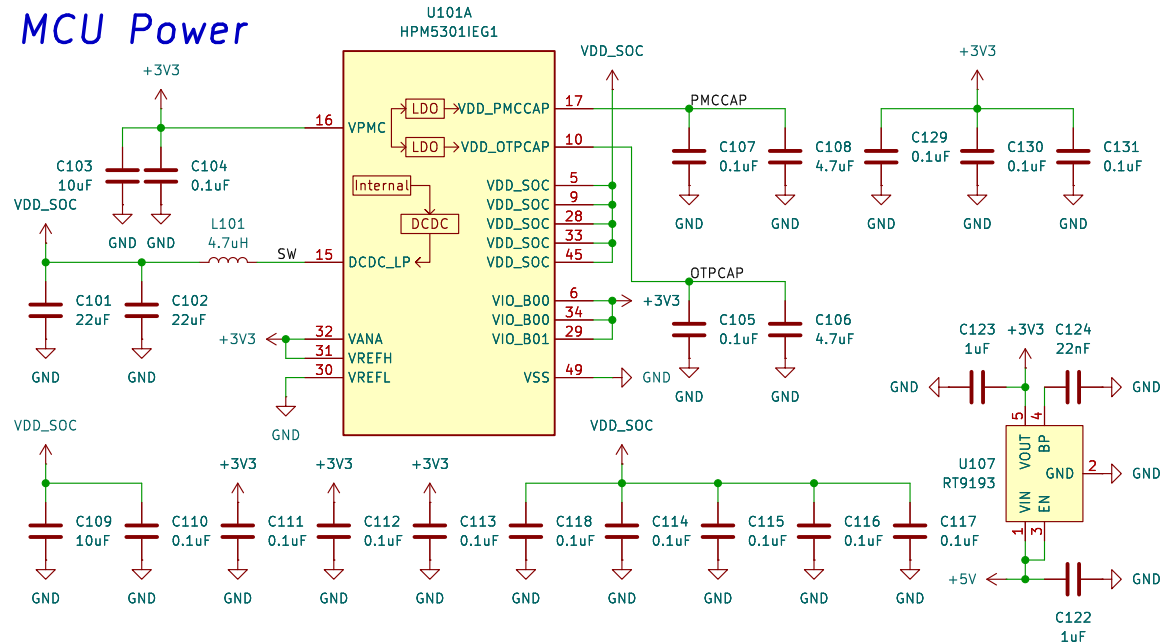 MCU Power
U101A
HPM5301IEG1
+3V3
C103
10uF
C104
0.1uF
GND
GND
16
VPMC
LDO
VDD_PMCCAP
17
PMCCAP
LDO
VDD_OTPCAP
10
Internal
DCDC
VDD_SOC
5
VDD_SOC
9
VDD_SOC
28
VDD_SOC
33
VDD_SOC
45
VDD_SOC
VDD_SOC
L101
4.7uH
SW
15
DCDC_LP
C101
22uF
C102
22uF
GND
GND
VIO_B00
6
VIO_B00
34
VIO_B01
29
+3V3
+3V3
32
VANA
31
VREFH
30
VREFL
GND
VSS
49
GND
C107
0.1uF
C108
4.7uF
GND
GND
OTPCAP
C105
0.1uF
C106
4.7uF
GND
GND
+3V3
C129
0.1uF
C130
0.1uF
C131
0.1uF
GND
GND
GND
C123
1uF
+3V3
C124
22nF
GND
GND
5
4
VOUT
BP
U107
RT9193
GND
2
GND
VIN
EN
1
3
+5V
GND
C122
1uF
VDD_SOC
C109
10uF
C110
0.1uF
GND
GND
+3V3
C111
0.1uF
GND
+3V3
C112
0.1uF
GND
+3V3
C113
0.1uF
GND
VDD_SOC
C118
0.1uF
C114
0.1uF
C115
0.1uF
C116
0.1uF
C117
0.1uF
GND
GND
GND
GND
GND